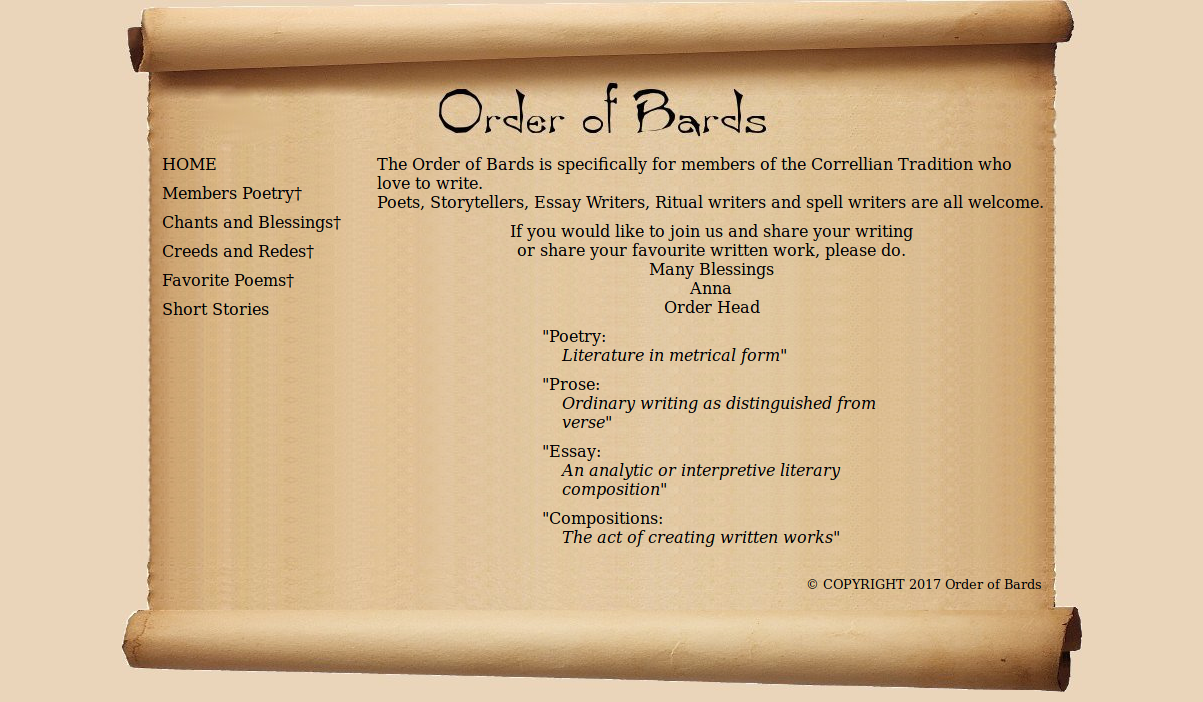 Order of Bards
HOME
Members Poetry†
Chants and Blessings†
Creeds and Redes†
Favorite Poems†
Short Stories
The Order of Bards is specifically for members of the Correllian Tradition who
love to write.
Poets, Storytellers, Essay Writers, Ritual writers and spell writers are all welcome.
If you would like to join us and share your writing
or share your favourite written work, please do.
Many Blessings
Anna
Order Head
"Poetry:
Literature in metrical form"
"Prose:
Ordinary writing as distinguished from
verse"
"Essay:
An analytic or interpretive literary
composition"
"Compositions:
The act of creating written works"
© COPYRIGHT 2017 Order of Bards